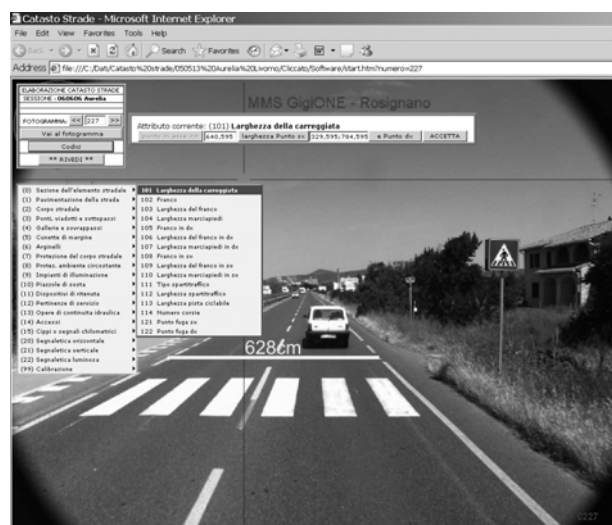 Catasto Strade - Microsoft Internet Explorer
File Edit View Favorites Tools Help
Back Search Favorites
Address file:///C:/Dati/Catasto%20strade/050513%20Aurelia%20Livorno/Cliccato/Software/start.htm?numero=227
ELABORAZIONE CATASTO STRADE
SESSIONE : 060606 Aurelia
FOTOGRAMMA: << 227 >>
Vai al fotogramma
Codici
** RIVEDI **
MMS GigiONE - Rosignano
Attributo corrente: (101) Larghezza della carreggiata
punto in asse >> 640,595 larghezza Punto sx 329,595;784,595 e Punto dx ACCETTA
(0) Sezione dell'elemento stradale
(1) Pavimentazione della strada
(2) Corpo stradale
(3) Ponti, viadotti e sottopassi
(4) Gallerie e sovrappassi
(5) Cunette di margine
(6) Arginelli
(7) Protezione del corpo stradale
(8) Protez. ambiente circostante
(9) Impianti di illuminazione
(10) Piazzole di sosta
(11) Dispositivi di ritenuta
(12) Pertinenze di servizio
(13) Opere di continuita idraulica
(14) Accessi
(15) Cippi e segnali chilometrici
(20) Segnaletica orizzontale
(21) Segnaletica verticale
(22) Segnaletica luminosa
(99) Calibrazione
101 Larghezza della carreggiata
102 Franco
103 Larghezza del franco
104 Larghezza marciapiedi
105 Franco in dx
106 Larghezza del franco in dx
107 Larghezza marciapiedi in dx
108 Franco in sx
109 Larghezza del franco in sx
110 Larghezza marciapiedi in sx
111 Tipo spartitraffico
112 Larghezza spartitraffico
113 Larghezza pista ciclabile
114 Numero corsie
121 Punto fuga sx
122 Punto fuga dx
628cm
0227